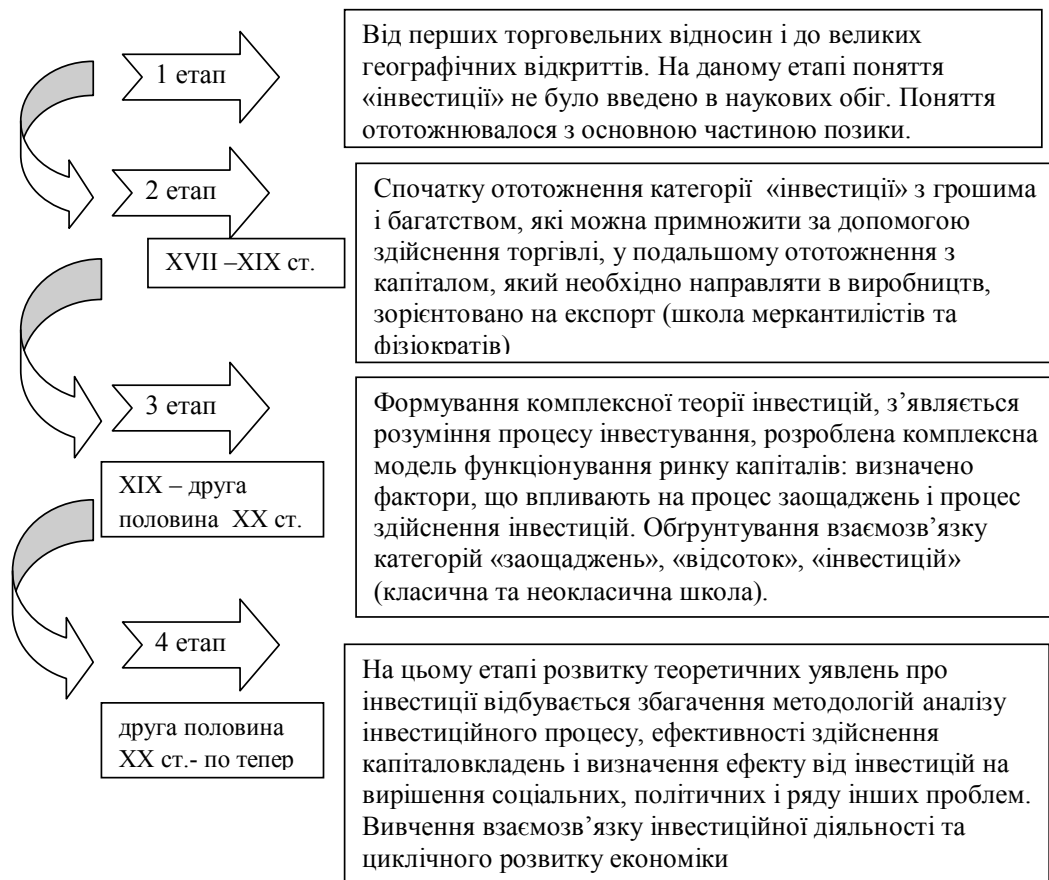 1 етап
Від перших торговельних відносин і до великих
географічних відкриттів. На даному етапі поняття
«інвестиції» не було введено в наукових обіг. Поняття
ототожнювалося з основною частиною позики.
2 етап
XVII –XIX ст.
Спочатку ототожнення категорії «інвестиції» з грошима
і багатством, які можна примножити за допомогою
здійснення торгівлі, у подальшому ототожнення з
капіталом, який необхідно направляти в виробництв,
зорієнтовано на експорт (школа меркантилістів та
фізіократів)
3 етап
XIX – друга
половина XX ст.
Формування комплексної теорії інвестицій, з’являється
розуміння процесу інвестування, розроблена комплексна
модель функціонування ринку капіталів: визначено
фактори, що впливають на процес заощаджень і процес
здійснення інвестицій. Обґрунтування взаємозв’язку
категорій «заощаджень», «відсоток», «інвестицій»
(класична та неокласична школа).
4 етап
друга половина
XX ст.- по тепер
На цьому етапі розвитку теоретичних уявлень про
інвестиції відбувається збагачення методологій аналізу
інвестиційного процесу, ефективності здійснення
капіталовкладень і визначення ефекту від інвестицій на
вирішення соціальних, політичних і ряду інших проблем.
Вивчення взаємозв’язку інвестиційної діяльності та
циклічного розвитку економіки